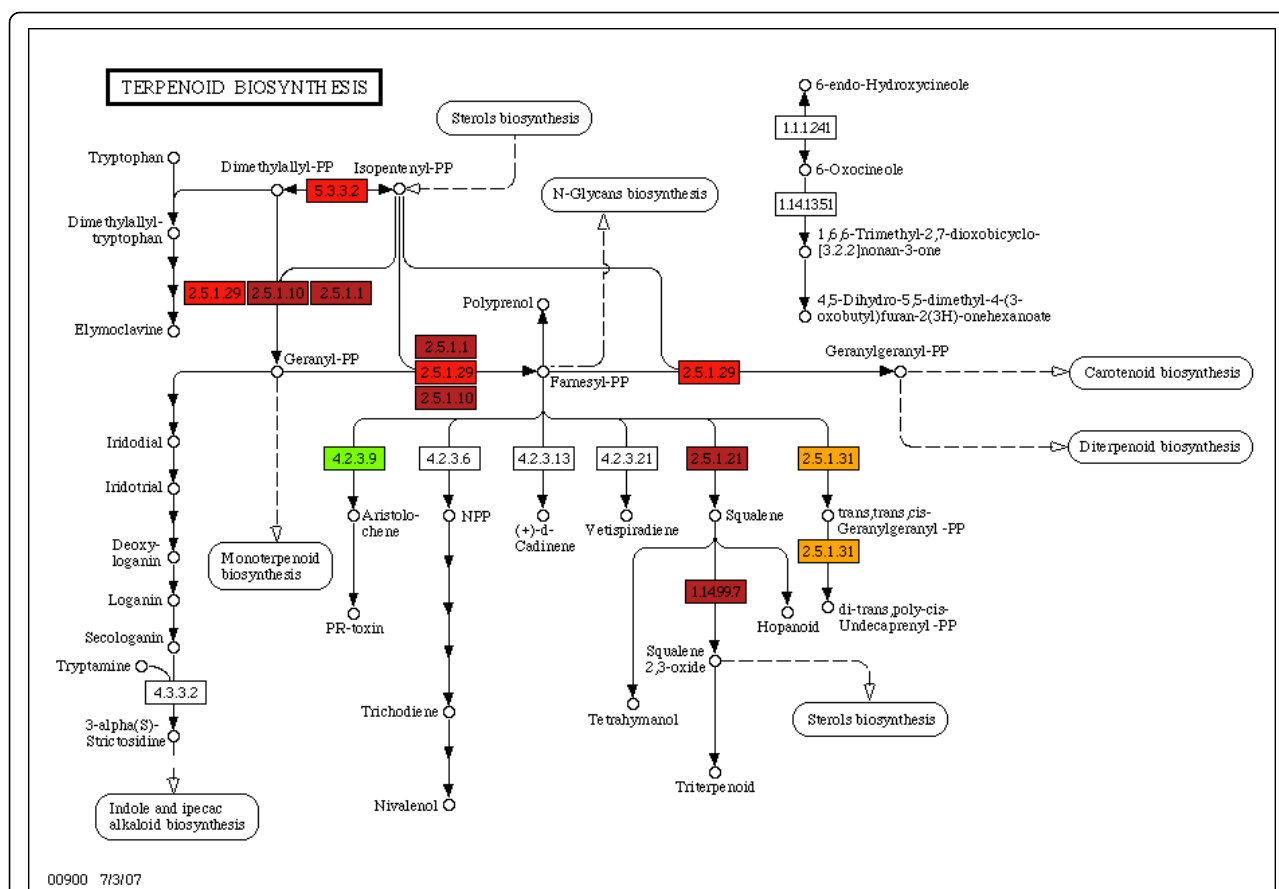 TERPENOID BIOSYNTHESIS
Sterols biosynthesis
6-endo-Hydroxycineole
1.1.1.241
6-Oxocineole
1.14.13.51
1,6,6-Trimethyl-2,7-dioxobicyclo-
[3.2.2]nonan-3-one
4,5-Dihydro-5,5-dimethyl-4-(3-
oxobutyl)furan-2(3H)-onehexanoate
Tryptophan
Dimethylallyl-PP
Isopentenyl-PP
5.3.3.2
N-Glycans biosynthesis
Dimethylallyl-
tryptophan
2.5.1.29
2.5.1.10
2.5.1.1
Elymoclavine
Polyprenol
Geranyl-PP
2.5.1.1
2.5.1.29
2.5.1.10
Farnesyl-PP
2.5.1.29
Geranylgeranyl-PP
Carotenoid biosynthesis
Diterpenoid biosynthesis
Iridodial
Iridotrial
Deoxy-
loganin
Loganin
Secologanin
Tryptamine
4.3.3.2
3-alpha(S)-
Strictosidine
Indole and ipecac
alkaloid biosynthesis
Monoterpenoid
biosynthesis
4.2.3.9
4.2.3.6
4.2.3.13
4.2.3.21
2.5.1.21
2.5.1.31
Aristolo-
chene
NPP
(+)-d-
Cadinene
Vetispiradiene
Squalene
trans,trans,cis-
Geranylgeranyl -PP
2.5.1.31
PR-toxin
1.14.99.7
Hopanoid
di-trans,poly-cis-
Undecaprenyl -PP
Squalene
2,3-oxide
Trichodiene
Tetrahymanol
Sterols biosynthesis
Triterpenoid
Nivalenol
00900 7/3/07